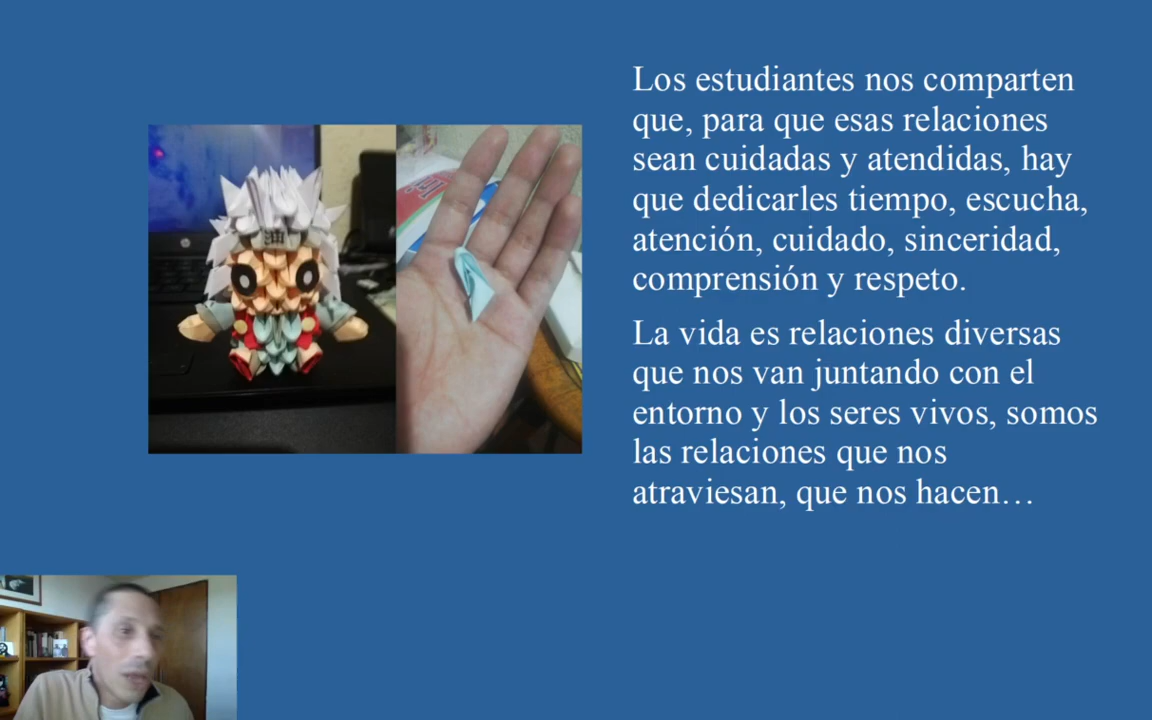 Los estudiantes nos comparten
que, para que esas relaciones
sean cuidadas y atendidas, hay
que dedicarles tiempo, escucha,
atención, cuidado, sinceridad,
comprensión y respeto.
La vida es relaciones diversas
que nos van juntando con el
entorno y los seres vivos, somos
las relaciones que nos
atraviesan, que nos hacen…
油